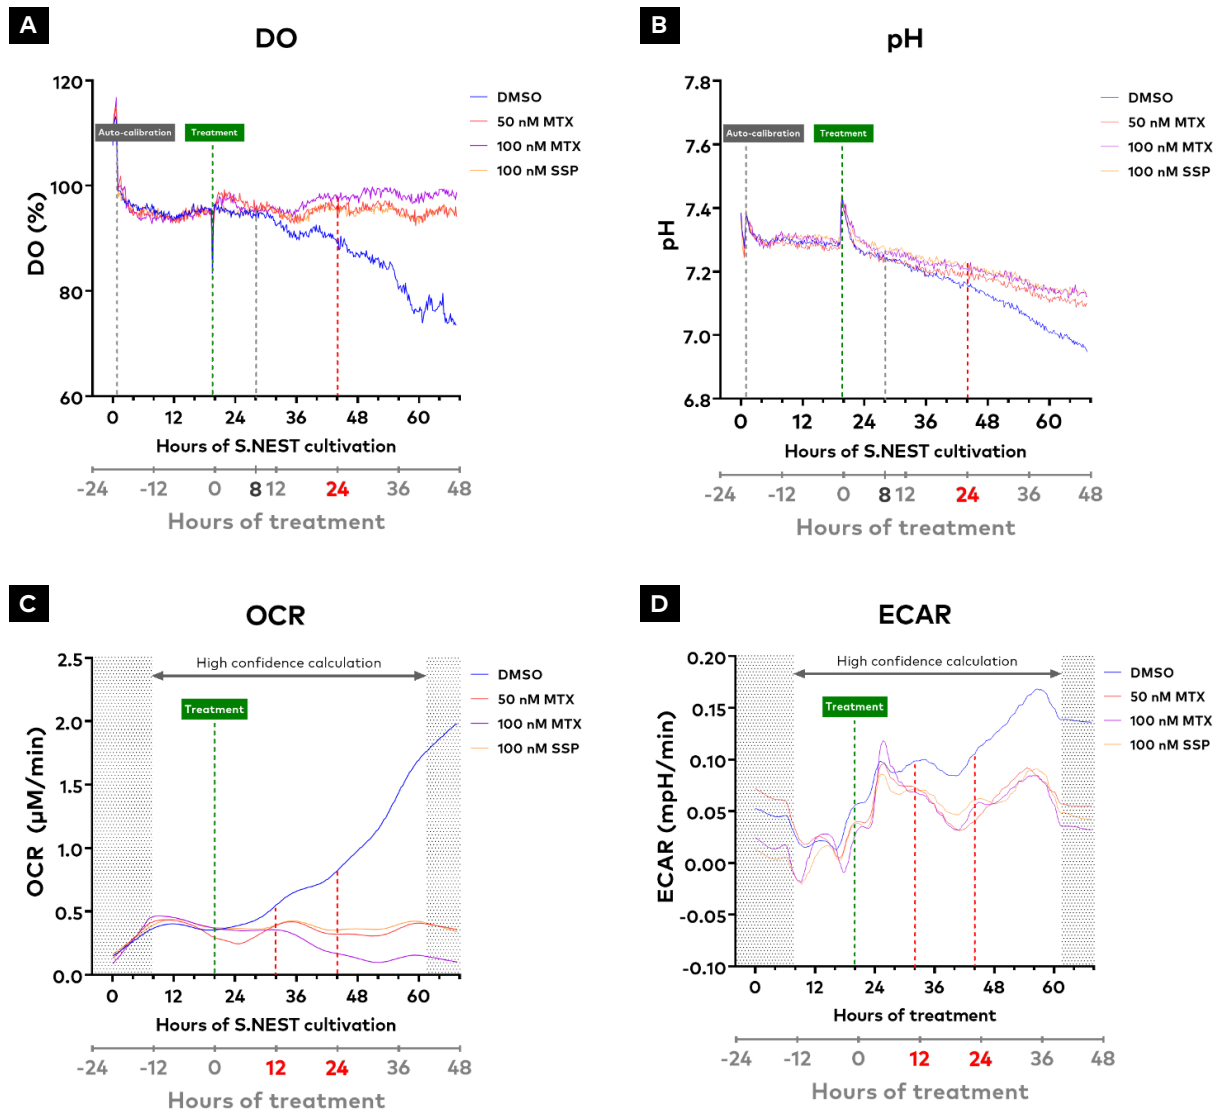 A
DO
120
100
80
60
DO (%)
Auto-calibration
Treatment
DMSO
50 nM MTX
100 nM MTX
100 nM SSP
0 12 24 36 48 60
Hours of S.NEST cultivation
-24 -12 0 8 12 24 36 48
Hours of treatment
B
pH
7.8
7.6
7.4
7.2
7.0
6.8
pH
Auto-calibration
Treatment
DMSO
50 nM MTX
100 nM MTX
100 nM SSP
0 12 24 36 48 60
Hours of S.NEST cultivation
-24 -12 0 8 12 24 36 48
Hours of treatment
C
OCR
2.5
2.0
1.5
1.0
0.5
0.0
OCR (μM/min)
High confidence calculation
Treatment
DMSO
50 nM MTX
100 nM MTX
100 nM SSP
0 12 24 36 48 60
Hours of S.NEST cultivation
-24 -12 0 12 24 36 48
Hours of treatment
D
ECAR
0.20
0.15
0.10
0.05
0.00
-0.05
-0.10
ECAR (mpH/min)
High confidence calculation
Treatment
DMSO
50 nM MTX
100 nM MTX
100 nM SSP
0 12 24 36 48 60
Hours of treatment
-24 -12 0 12 24 36 48
Hours of treatment